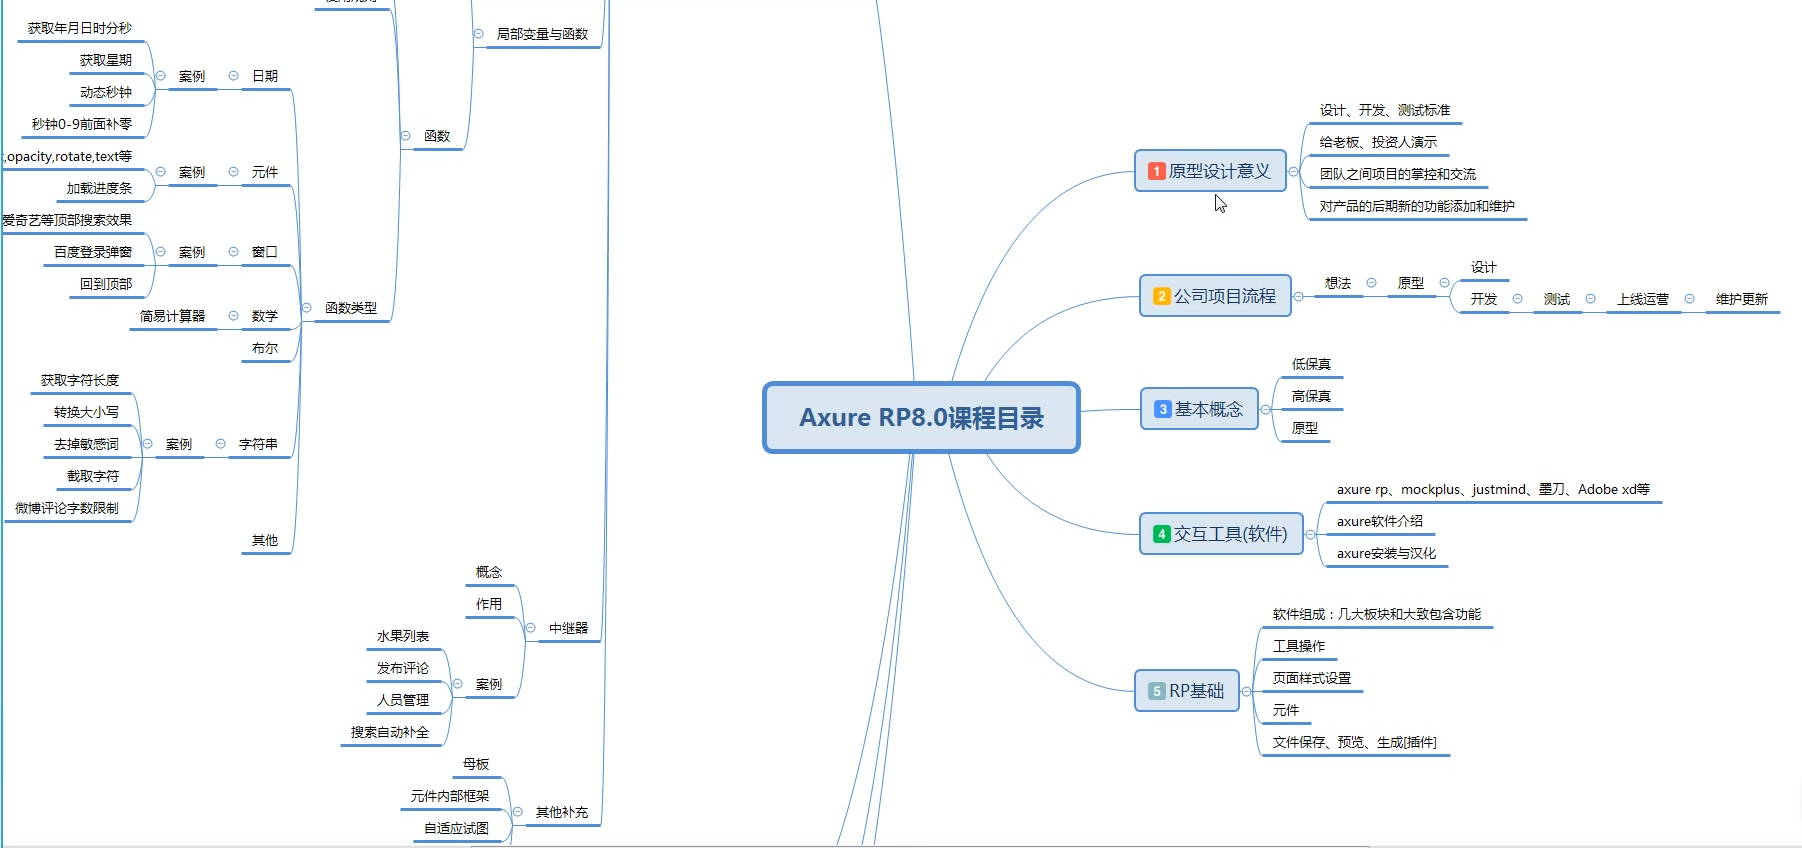 Axure RP8.0课程目录
1 原型设计意义
设计、开发、测试标准
给老板、投资人演示
团队之间项目的掌控和交流
对产品的后期新的功能添加和维护
2 公司项目流程
想法
原型
设计
开发
测试
上线运营
维护更新
3 基本概念
低保真
高保真
原型
4 交互工具(软件)
axure rp、mockplus、justmind、墨刀、Adobe xd等
axure软件介绍
axure安装与汉化
5 RP基础
软件组成：几大板块和大致包含功能
工具操作
页面样式设置
元件
文件保存、预览、生成[插件]
局部变量与函数
函数
函数类型
日期
案例
获取年月日时分秒
获取星期
动态秒钟
秒钟0-9前面补零
元件
案例
,opacity,rotate,text等
加载进度条
窗口
案例
爱奇艺等顶部搜索效果
百度登录弹窗
回到顶部
数学
简易计算器
布尔
字符串
案例
获取字符长度
转换大小写
去掉敏感词
截取字符
微博评论字数限制
其他
中继器
概念
作用
案例
水果列表
发布评论
人员管理
搜索自动补全
其他补充
母板
元件内部框架
自适应试图